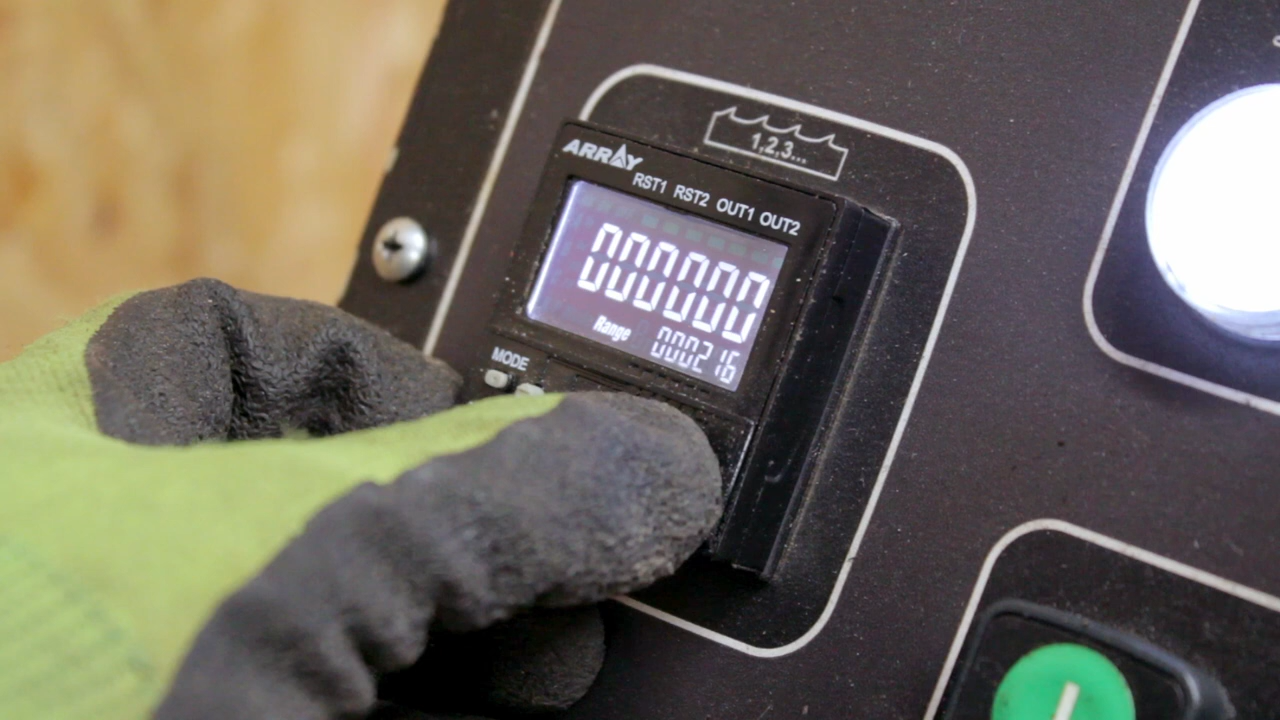 1,2,3...
ARRAY
RST1 RST2 OUT1 OUT2
000000
Range 000216
MODE